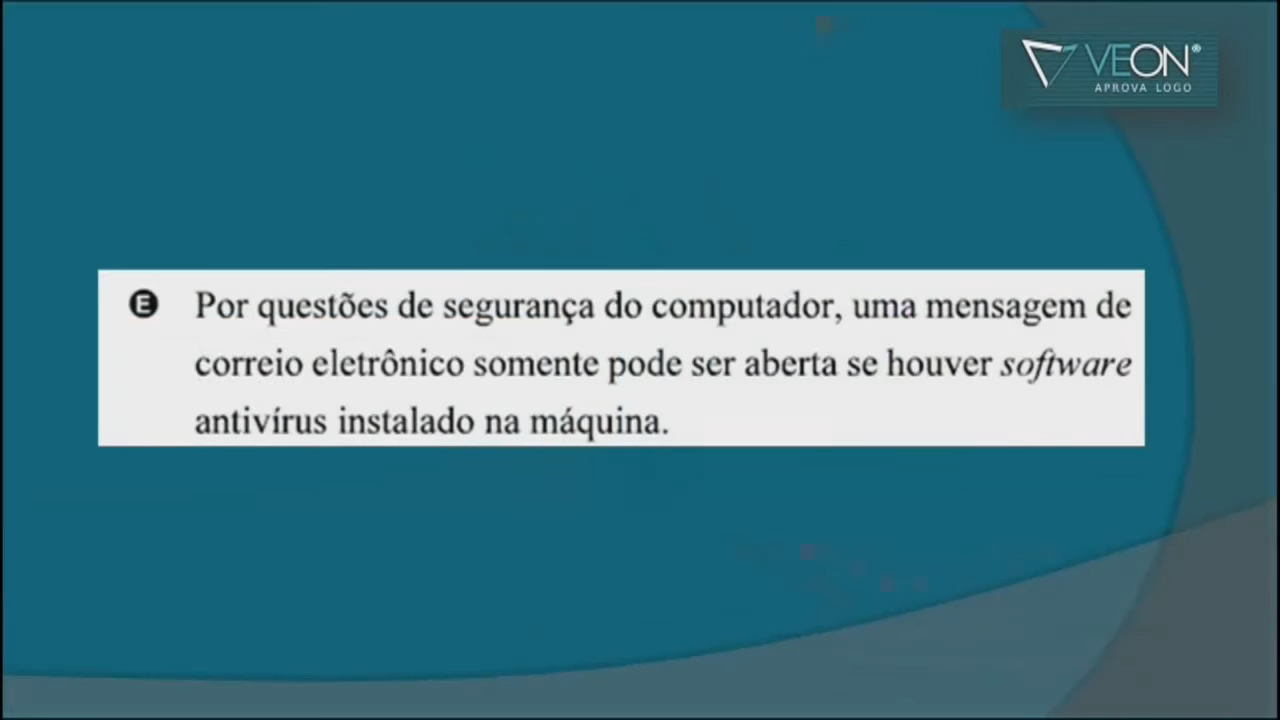 VEON®
APROVA LOGO
E Por questões de segurança do computador, uma mensagem de
correio eletrônico somente pode ser aberta se houver software
antivírus instalado na máquina.